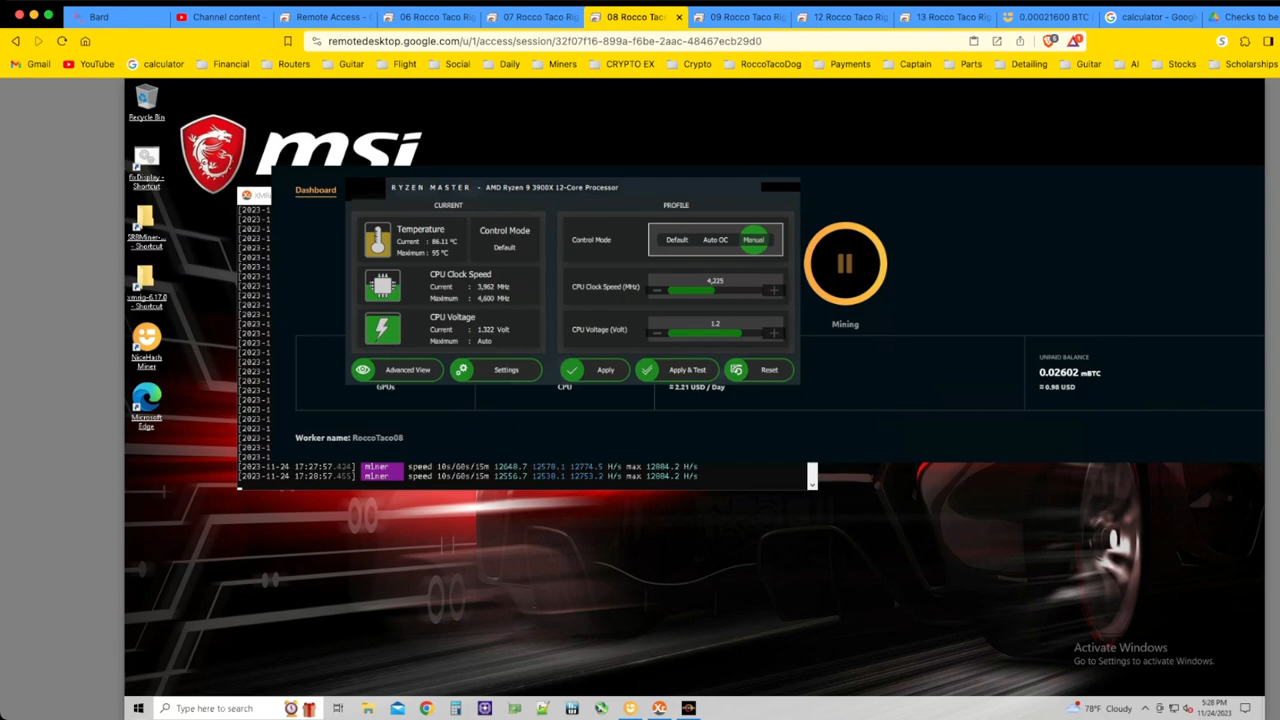 Bard
Channel content -
Remote Access -
06 Rocco Taco Rig
07 Rocco Taco Rig
08 Rocco Taco
09 Rocco Taco Rig
12 Rocco Taco Rig
13 Rocco Taco Rig
0.00021600 BTC
calculator - Goog
Checks to be
remotedesktop.google.com/u/1/access/session/32f07f16-899a-f6be-2aac-48467ecb29d0
Gmail
YouTube
calculator
Financial
Routers
Guitar
Flight
Social
Daily
Miners
CRYPTO EX
Crypto
RoccoTacoDog
Payments
Captain
Parts
Detailing
Guitar
AI
Stocks
Scholarships
Recycle Bin
msi
Dashboard
RYZEN MASTER - AMD Ryzen 9 3900X 12-Core Processor
CURRENT
PROFILE
Temperature
Current : 86.11 °C
Maximum : 95 °C
Control Mode
Default
Control Mode
Default
Auto OC
Manual
CPU Clock Speed
Current : 3,962 MHz
Maximum : 4,600 MHz
CPU Clock Speed (MHz)
4,225
CPU Voltage
Current : 1.322 Volt
Maximum : Auto
CPU Voltage (Volt)
1.2
Advanced View
Settings
Apply
Apply & Test
Reset
Mining
GPUs
CPU
≈ 2.21 USD / Day
UNPAID BALANCE
0.02602 mBTC
≈ 0.98 USD
Worker name: RoccoTaco08
[2023-11-24 17:27:57.424] miner speed 10s/60s/15m 12648.7 12570.1 12774.5 H/s max 12884.2 H/s
[2023-11-24 17:28:57.455] miner speed 10s/60s/15m 12556.7 12530.1 12753.2 H/s max 12884.2 H/s
Shortcut
SRBMiner-...
- Shortcut
xmrig-6.17.0
- Shortcut
NiceHash
Miner
Microsoft
Edge
Activate Windows
Go to Settings to activate Windows.
Type here to search
78°F Cloudy
5:28 PM
11/24/2023